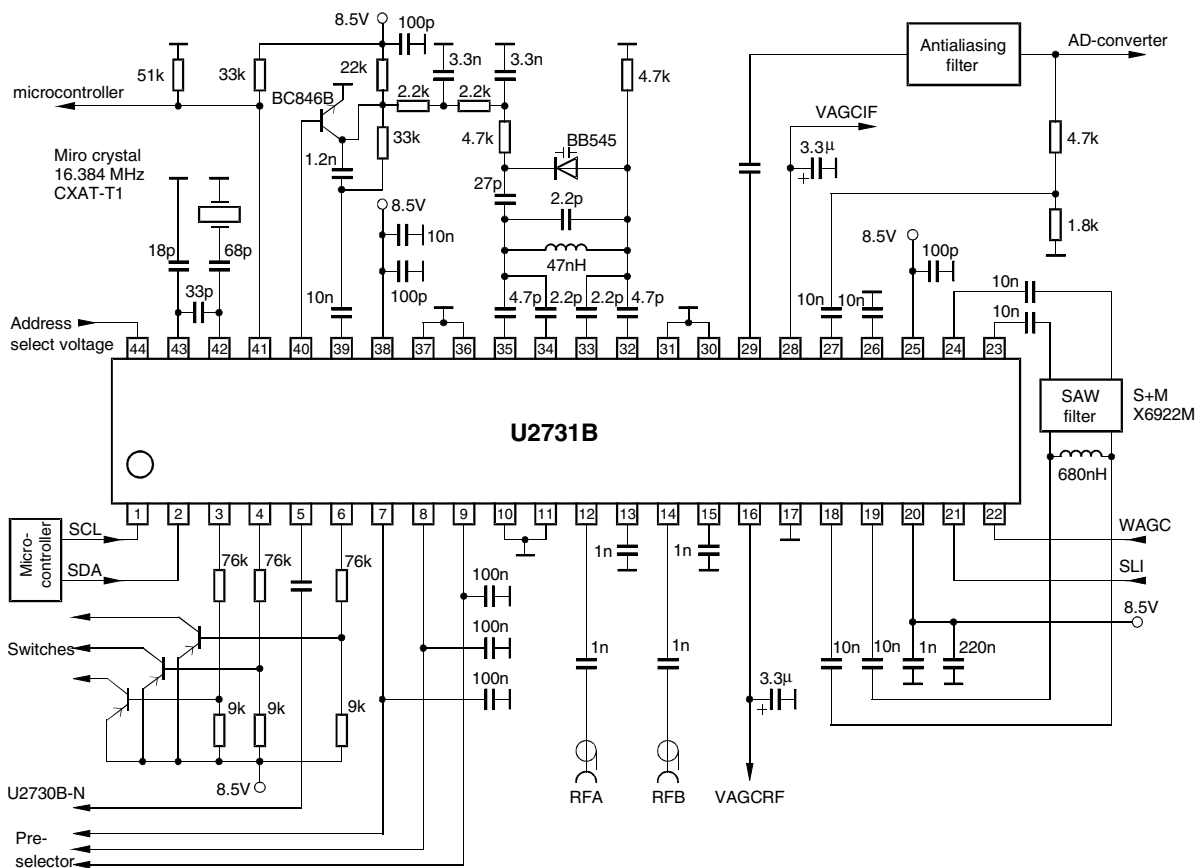 8.5V
100p
51k
33k
22k
3.3n
3.3n
4.7k
Antialiasing
filter
AD-converter
microcontroller
BC846B
2.2k
2.2k
VAGCIF
33k
4.7k
BB545
3.3µ
+
4.7k
Miro crystal
16.384 MHz
CXAT-T1
1.2n
27p
2.2p
8.5V
1.8k
18p
68p
10n
47nH
8.5V
100p
33p
10n
100p
4.7p
2.2p
2.2p
4.7p
10n
10n
10n
10n
Address
select voltage
44
43
42
41
40
39
38
37
36
35
34
33
32
31
30
29
28
27
26
25
24
23
U2731B
SAW
filter
S+M
X6922M
680nH
1
2
3
4
5
6
7
8
9
10
11
12
13
14
15
16
17
18
19
20
21
22
Micro-
controller
SCL
SDA
76k
76k
76k
1n
1n
WAGC
SLI
100n
8.5V
Switches
100n
1n
1n
10n
10n
1n
220n
100n
9k
9k
9k
3.3µ
+
8.5V
RFA
RFB
VAGCRF
U2730B-N
Pre-
selector